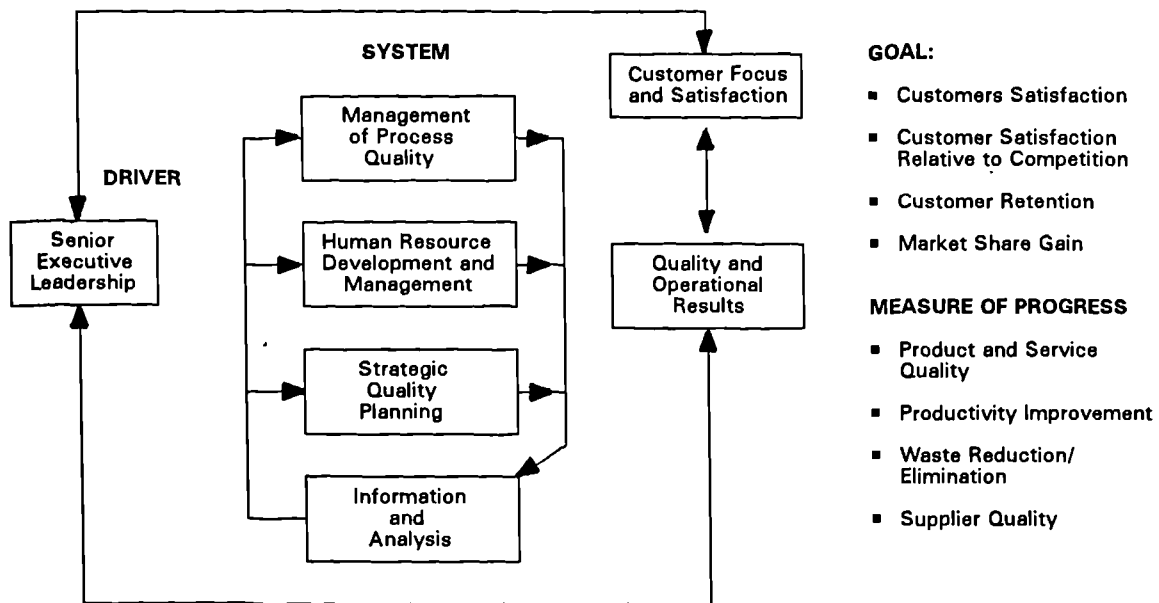 SYSTEM
DRIVER
Senior
Executive
Leadership
Management
of Process
Quality
Human Resource
Development and
Management
Strategic
Quality
Planning
Information
and
Analysis
Customer Focus
and Satisfaction
Quality and
Operational
Results
GOAL:
▪ Customers Satisfaction
▪ Customer Satisfaction
Relative to Competition
▪ Customer Retention
▪ Market Share Gain
MEASURE OF PROGRESS
▪ Product and Service
Quality
▪ Productivity Improvement
▪ Waste Reduction/
Elimination
▪ Supplier Quality